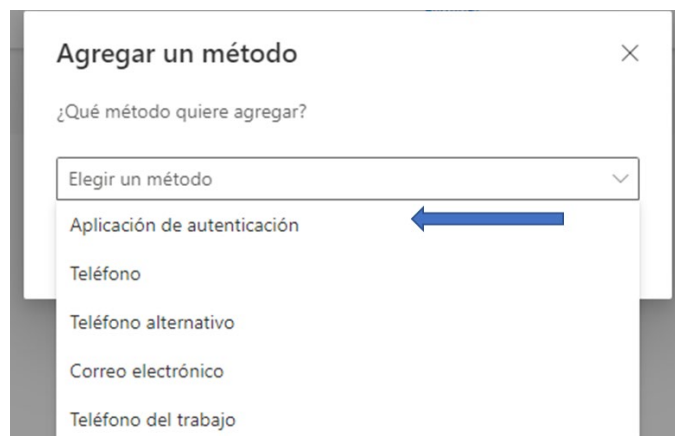 Agregar un método
¿Qué método quiere agregar?
Elegir un método
Aplicación de autenticación
Teléfono
Teléfono alternativo
Correo electrónico
Teléfono del trabajo